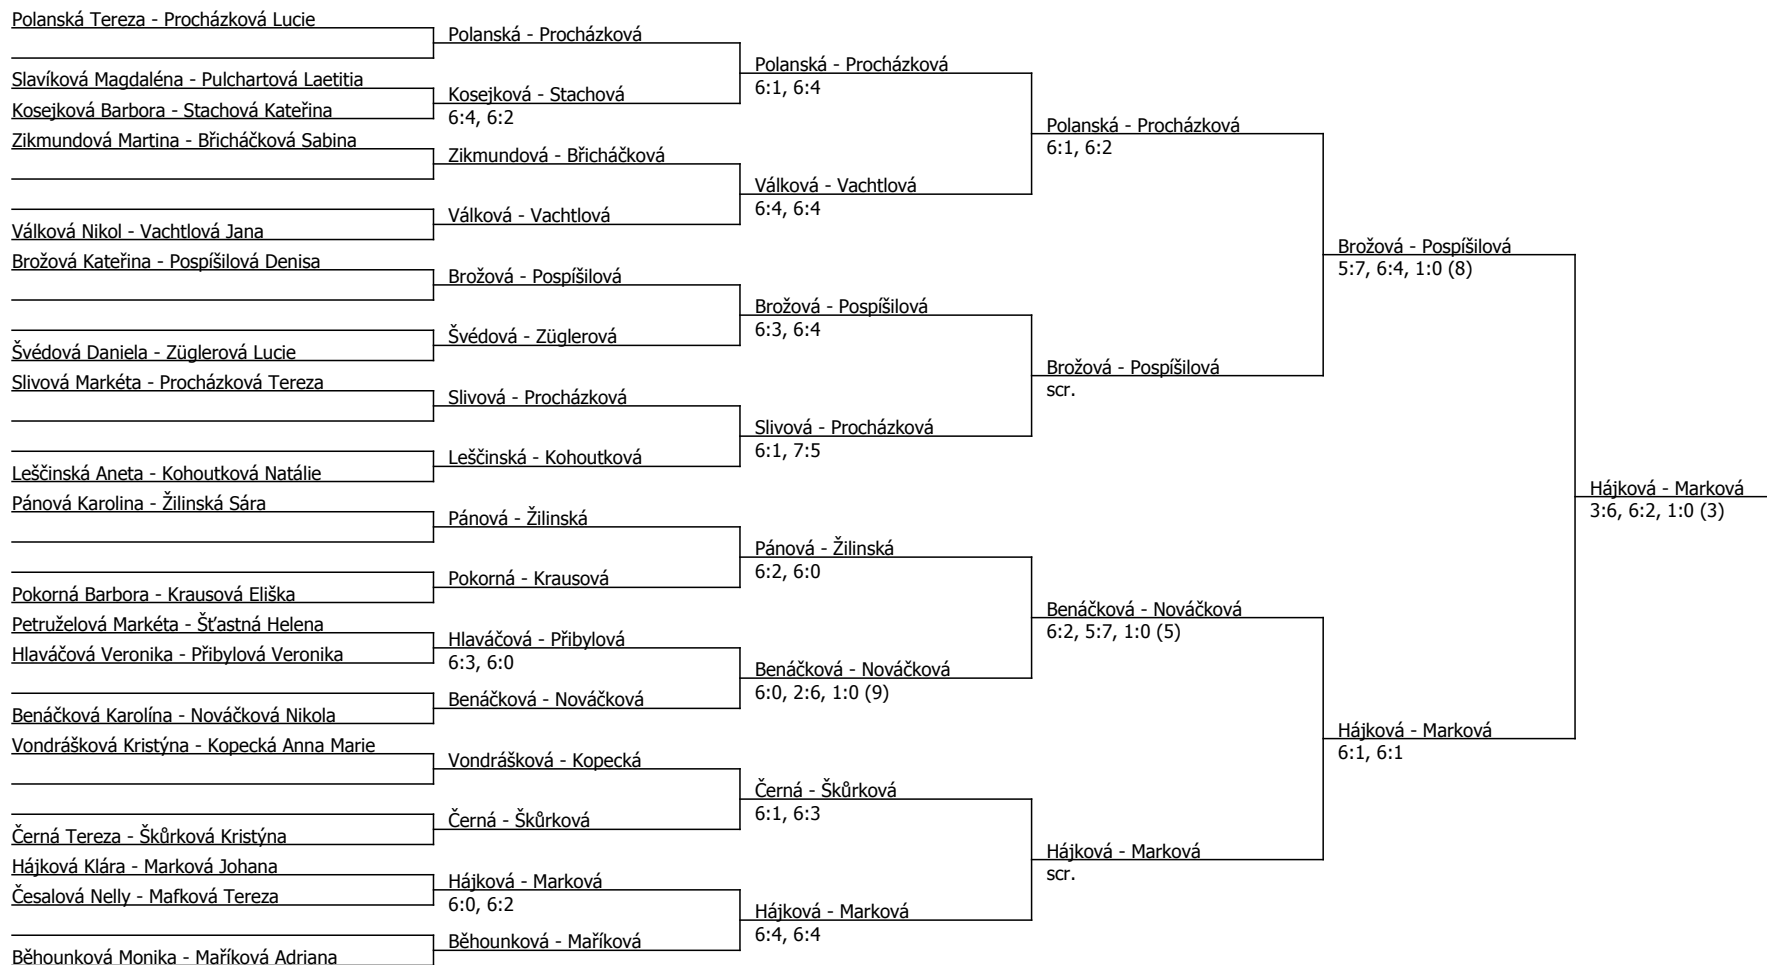 Polanská Tereza - Procházková Lucie
Slavíková Magdaléna - Pulchartová Laetitia
Kosejková Barbora - Stachová Kateřina
Zikmundová Martina - Břicháčková Sabina
Válková Nikol - Vachtlová Jana
Brožová Kateřina - Pospíšilová Denisa
Švédová Daniela - Züglerová Lucie
Slivová Markéta - Procházková Tereza
Leščinská Aneta - Kohoutková Natálie
Pánová Karolina - Žilinská Sára
Pokorná Barbora - Krausová Eliška
Petruželová Markéta - Šťastná Helena
Hlaváčová Veronika - Přibylová Veronika
Benáčková Karolína - Nováčková Nikola
Vondrášková Kristýna - Kopecká Anna Marie
Černá Tereza - Škůrková Kristýna
Hájková Klára - Marková Johana
Česalová Nelly - Mafková Tereza
Běhounková Monika - Maříková Adriana
Polanská - Procházková
Kosejková - Stachová
6:4, 6:2
Zikmundová - Břicháčková
Válková - Vachtlová
Brožová - Pospíšilová
Švédová - Züglerová
Slivová - Procházková
Leščinská - Kohoutková
Pánová - Žilinská
Pokorná - Krausová
Hlaváčová - Přibylová
6:3, 6:0
Benáčková - Nováčková
Vondrášková - Kopecká
Černá - Škůrková
Hájková - Marková
6:0, 6:2
Běhounková - Maříková
Polanská - Procházková
6:1, 6:4
Válková - Vachtlová
6:4, 6:4
Brožová - Pospíšilová
6:3, 6:4
Slivová - Procházková
6:1, 7:5
Pánová - Žilinská
6:2, 6:0
Benáčková - Nováčková
6:0, 2:6, 1:0 (9)
Černá - Škůrková
6:1, 6:3
Hájková - Marková
6:4, 6:4
Polanská - Procházková
6:1, 6:2
Brožová - Pospíšilová
scr.
Benáčková - Nováčková
6:2, 5:7, 1:0 (5)
Hájková - Marková
scr.
Brožová - Pospíšilová
5:7, 6:4, 1:0 (8)
Hájková - Marková
6:1, 6:1
Hájková - Marková
3:6, 6:2, 1:0 (3)